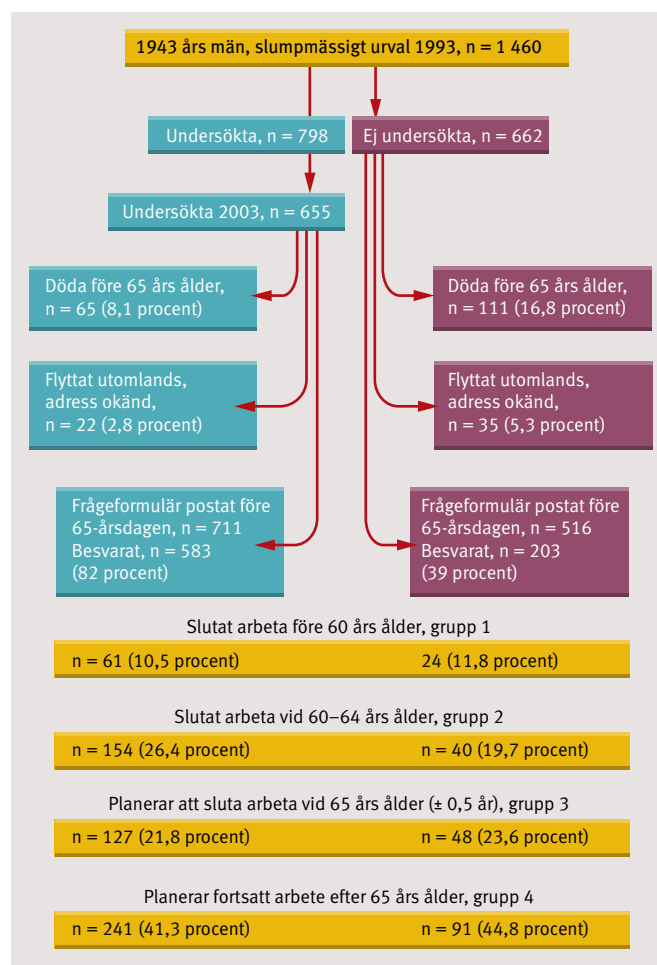 1943 års män, slumpmässigt urval 1993, n = 1 460
Undersökta, n = 798
Ej undersökta, n = 662
Undersökta 2003, n = 655
Döda före 65 års ålder,
n = 65 (8,1 procent)
Döda före 65 års ålder,
n = 111 (16,8 procent)
Flyttat utomlands,
adress okänd,
n = 22 (2,8 procent)
Flyttat utomlands,
adress okänd,
n = 35 (5,3 procent)
Frågeformulär postat före
65-årsdagen, n = 711
Besvarat, n = 583
(82 procent)
Frågeformulär postat före
65-årsdagen, n = 516
Besvarat, n = 203
(39 procent)
Slutat arbeta före 60 års ålder, grupp 1
n = 61 (10,5 procent) 24 (11,8 procent)
Slutat arbeta vid 60–64 års ålder, grupp 2
n = 154 (26,4 procent) n = 40 (19,7 procent)
Planerar att sluta arbeta vid 65 års ålder (± 0,5 år), grupp 3
n = 127 (21,8 procent) n = 48 (23,6 procent)
Planerar fortsatt arbete efter 65 års ålder, grupp 4
n = 241 (41,3 procent) n = 91 (44,8 procent)